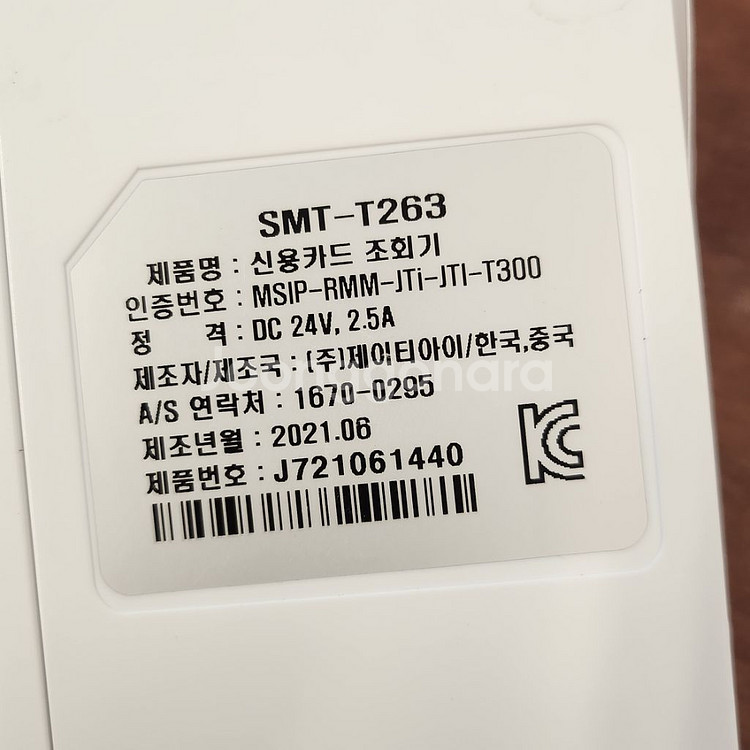 SMT-T263
제품명 : 신용카드 조회기
인증번호 : MSIP-RMM-JTi-JTI-T300
정 격 : DC 24V, 2.5A
제조자/제조국 : (주)제이티아이/한국,중국
A/S 연락처 : 1670-0295
제조년월 : 2021.06
제품번호 : J721061440